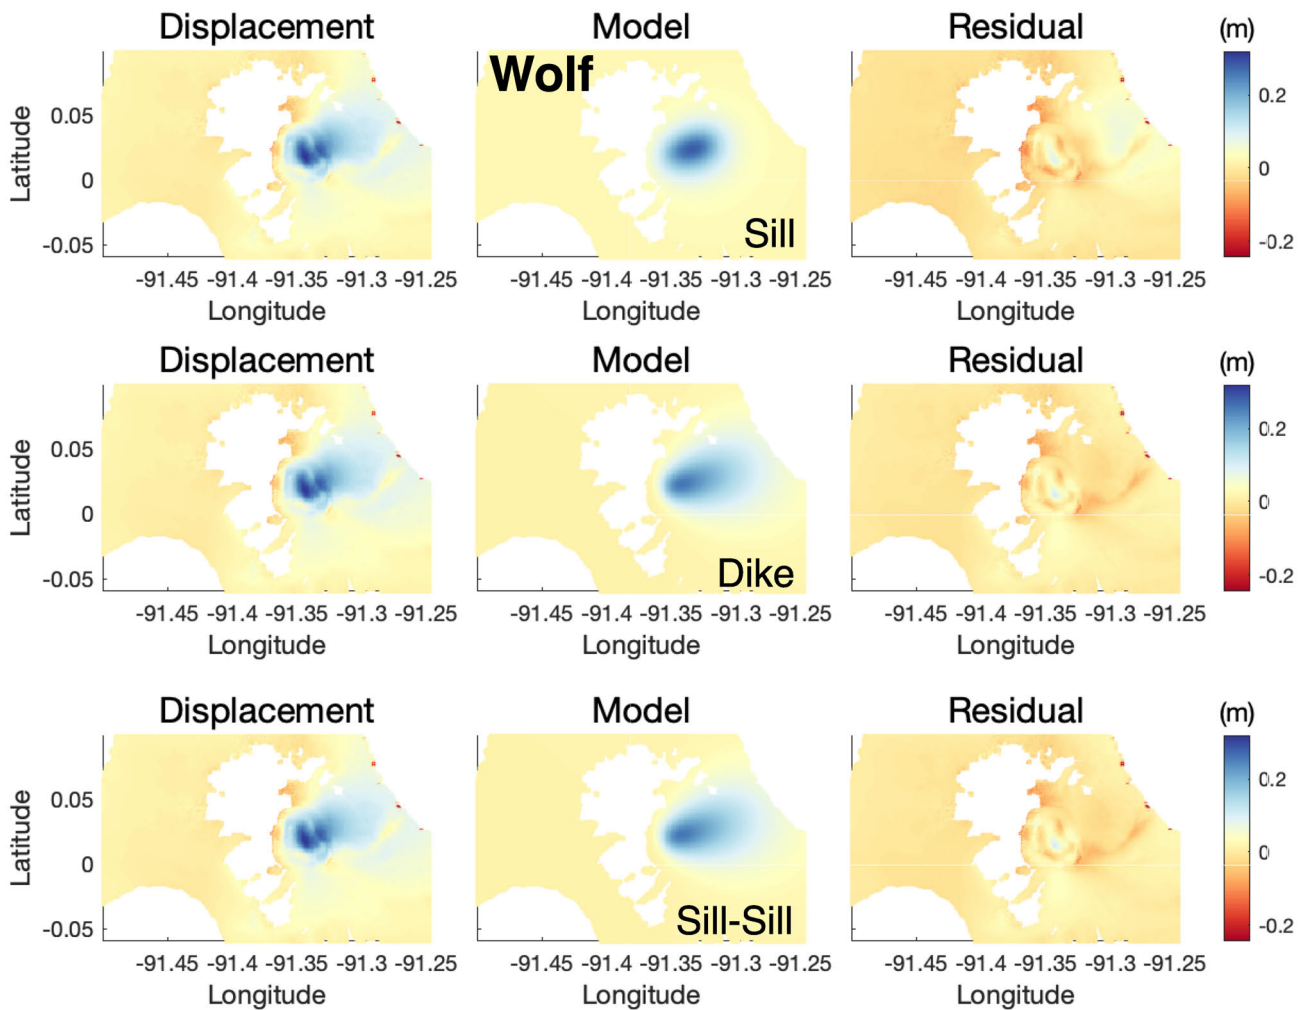 Displacement Model Residual (m)
Wolf
Latitude
0.05
0
-0.05
Sill
0.2
0
-0.2
-91.45 -91.4 -91.35 -91.3 -91.25 -91.45 -91.4 -91.35 -91.3 -91.25 -91.45 -91.4 -91.35 -91.3 -91.25
Longitude Longitude Longitude
Displacement Model Residual (m)
Latitude
0.05
0
-0.05
Dike
0.2
0
-0.2
-91.45 -91.4 -91.35 -91.3 -91.25 -91.45 -91.4 -91.35 -91.3 -91.25 -91.45 -91.4 -91.35 -91.3 -91.25
Longitude Longitude Longitude
Displacement Model Residual (m)
Latitude
0.05
0
-0.05
Sill-Sill
0.2
0
-0.2
-91.45 -91.4 -91.35 -91.3 -91.25 -91.45 -91.4 -91.35 -91.3 -91.25 -91.45 -91.4 -91.35 -91.3 -91.25
Longitude Longitude Longitude